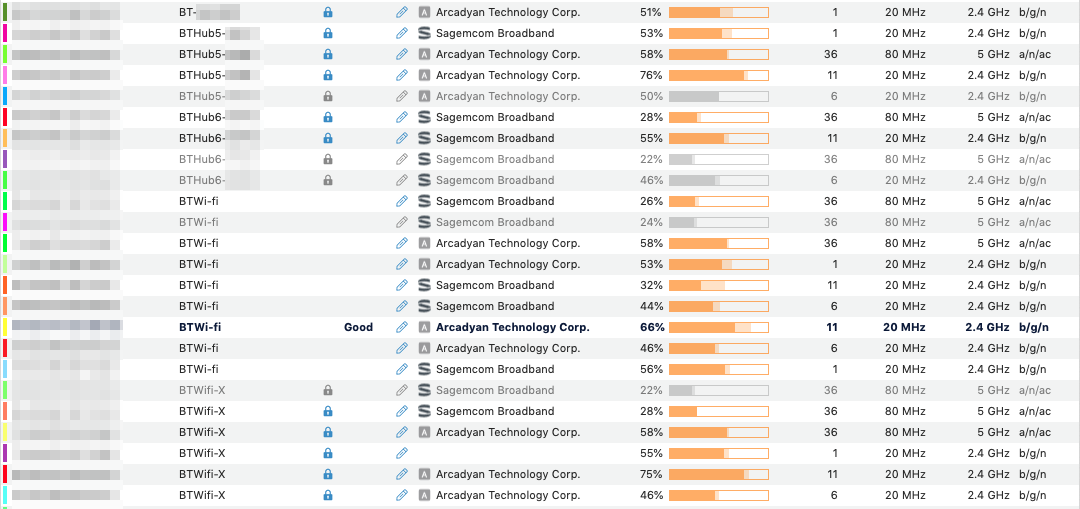 BT- A Arcadyan Technology Corp. 51% 1 20 MHz 2.4 GHz b/g/n
BTHub5- Sagemcom Broadband 53% 1 20 MHz 2.4 GHz b/g/n
BTHub5- A Arcadyan Technology Corp. 58% 36 80 MHz 5 GHz a/n/ac
BTHub5- A Arcadyan Technology Corp. 76% 11 20 MHz 2.4 GHz b/g/n
BTHub5- A Arcadyan Technology Corp. 50% 6 20 MHz 2.4 GHz b/g/n
BTHub6- Sagemcom Broadband 28% 36 80 MHz 5 GHz a/n/ac
BTHub6- Sagemcom Broadband 55% 11 20 MHz 2.4 GHz b/g/n
BTHub6- Sagemcom Broadband 22% 36 80 MHz 5 GHz a/n/ac
BTHub6- Sagemcom Broadband 46% 6 20 MHz 2.4 GHz b/g/n
BTWi-fi Sagemcom Broadband 26% 36 80 MHz 5 GHz a/n/ac
BTWi-fi Sagemcom Broadband 24% 36 80 MHz 5 GHz a/n/ac
BTWi-fi A Arcadyan Technology Corp. 58% 36 80 MHz 5 GHz a/n/ac
BTWi-fi A Arcadyan Technology Corp. 53% 1 20 MHz 2.4 GHz b/g/n
BTWi-fi Sagemcom Broadband 32% 11 20 MHz 2.4 GHz b/g/n
BTWi-fi Sagemcom Broadband 44% 6 20 MHz 2.4 GHz b/g/n
BTWi-fi Good A Arcadyan Technology Corp. 66% 11 20 MHz 2.4 GHz b/g/n
BTWi-fi A Arcadyan Technology Corp. 46% 6 20 MHz 2.4 GHz b/g/n
BTWi-fi Sagemcom Broadband 56% 1 20 MHz 2.4 GHz b/g/n
BTWifi-X Sagemcom Broadband 22% 36 80 MHz 5 GHz a/n/ac
BTWifi-X Sagemcom Broadband 28% 36 80 MHz 5 GHz a/n/ac
BTWifi-X A Arcadyan Technology Corp. 58% 36 80 MHz 5 GHz a/n/ac
BTWifi-X 55% 1 20 MHz 2.4 GHz b/g/n
BTWifi-X A Arcadyan Technology Corp. 75% 11 20 MHz 2.4 GHz b/g/n
BTWifi-X A Arcadyan Technology Corp. 46% 6 20 MHz 2.4 GHz b/g/n